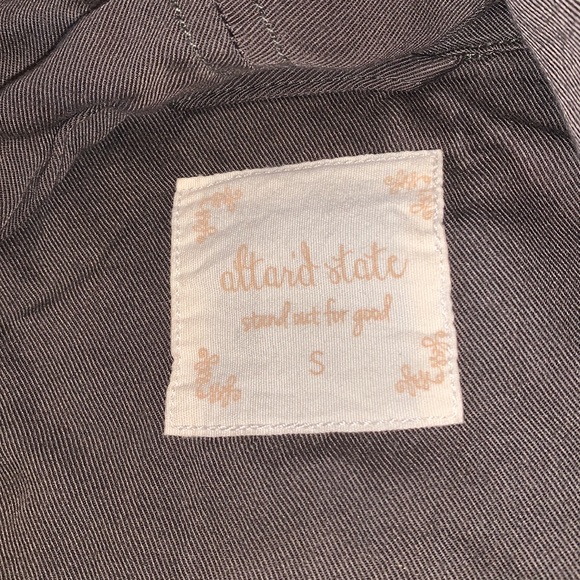 altar'd state
stand out for good
S